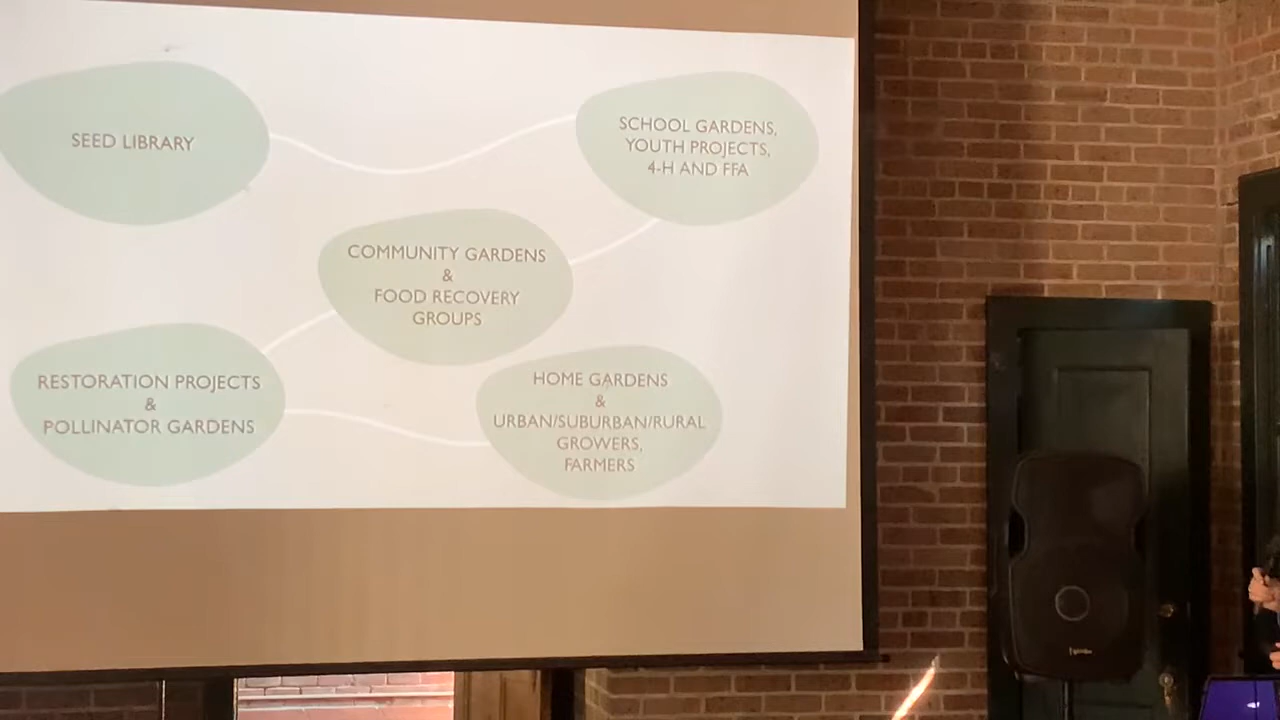 SEED LIBRARY
SCHOOL GARDENS,
YOUTH PROJECTS,
4-H AND FFA
COMMUNITY GARDENS
&
FOOD RECOVERY
GROUPS
RESTORATION PROJECTS
&
POLLINATOR GARDENS
HOME GARDENS
&
URBAN/SUBURBAN/RURAL
GROWERS,
FARMERS